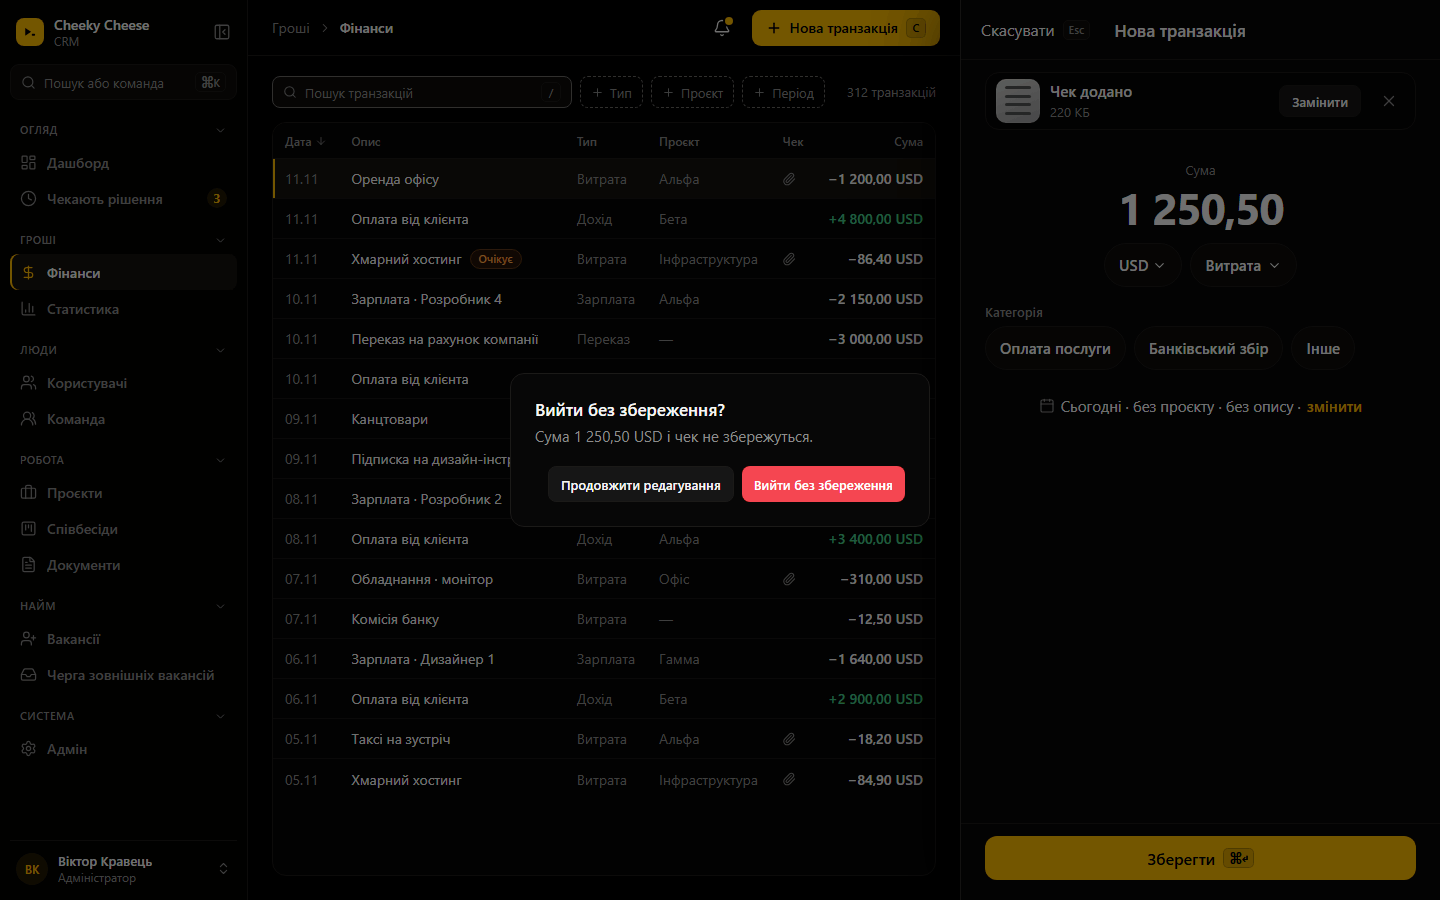 Cheeky Cheese
CRM
Пошук або команда ⌘K
ОГЛЯД
Дашборд
Чекають рішення 3
ГРОШІ
Фінанси
Статистика
ЛЮДИ
Користувачі
Команда
РОБОТА
Проєкти
Співбесіди
Документи
НАЙМ
Вакансії
Черга зовнішніх вакансій
СИСТЕМА
Адмін
ВК
Віктор Кравець
Адміністратор
Гроші > Фінанси
+ Нова транзакція C
Пошук транзакцій /
+ Тип
+ Проєкт
+ Період
312 транзакцій
Дата ↓ Опис Тип Проєкт Чек Сума
11.11 Оренда офісу Витрата Альфа −1 200,00 USD
11.11 Оплата від клієнта Дохід Бета +4 800,00 USD
11.11 Хмарний хостинг Очікує Витрата Інфраструктура −86,40 USD
10.11 Зарплата · Розробник 4 Зарплата Альфа −2 150,00 USD
10.11 Переказ на рахунок компанії Переказ — −3 000,00 USD
10.11 Оплата від клієнта
09.11 Канцтовари
09.11 Підписка на дизайн-інст
08.11 Зарплата · Розробник 2
08.11 Оплата від клієнта Дохід Альфа +3 400,00 USD
07.11 Обладнання · монітор Витрата Офіс −310,00 USD
07.11 Комісія банку Витрата — −12,50 USD
06.11 Зарплата · Дизайнер 1 Зарплата Гамма −1 640,00 USD
06.11 Оплата від клієнта Дохід Бета +2 900,00 USD
05.11 Таксі на зустріч Витрата Альфа −18,20 USD
05.11 Хмарний хостинг Витрата Інфраструктура −84,90 USD
Вийти без збереження?
Сума 1 250,50 USD і чек не збережуться.
Продовжити редагування
Вийти без збереження
Скасувати Esc
Нова транзакція
Чек додано
220 КБ
Замінити
Сума
1 250,50
USD
Витрата
Категорія
Оплата послуги
Банківський збір
Інше
Сьогодні · без проєкту · без опису · змінити
Зберегти ⌘↵